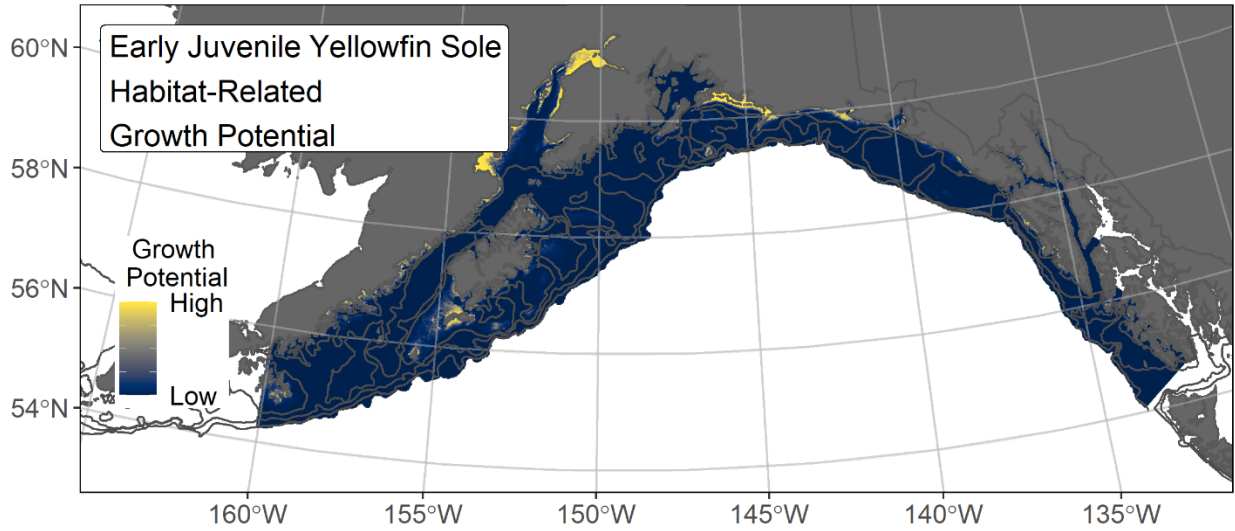 Early Juvenile Yellowfin Sole
Habitat-Related
Growth Potential
60°N
58°N
56°N
54°N
Growth
Potential
High
Low
160°W
155°W
150°W
145°W
140°W
135°W